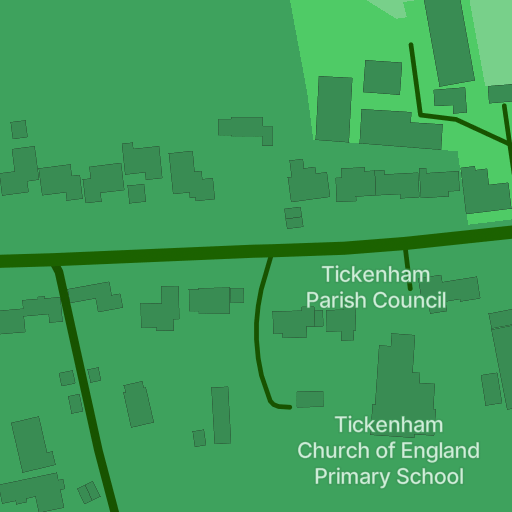 Tickenham
Parish Council
Tickenham
Church of England
Primary School